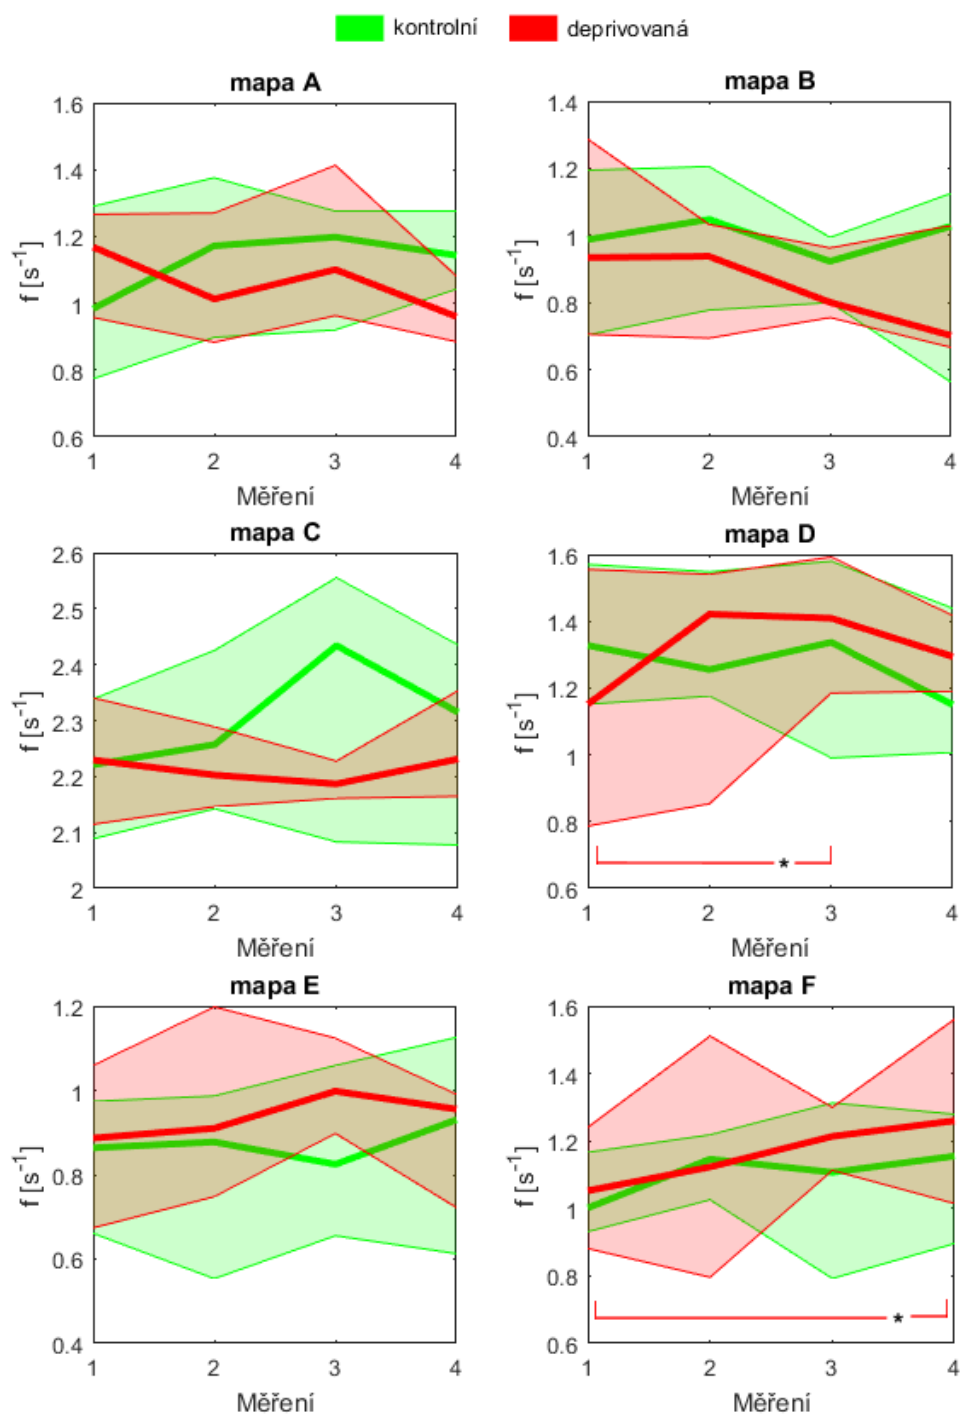 kontrolní deprivovaná
mapa A
1.6
1.4
1.2
1
0.8
0.6
f [s⁻¹]
1 2 3 4
Měření
mapa B
1.4
1.2
1
0.8
0.6
0.4
f [s⁻¹]
1 2 3 4
Měření
mapa C
2.6
2.5
2.4
2.3
2.2
2.1
2
f [s⁻¹]
1 2 3 4
Měření
mapa D
1.6
1.4
1.2
1
0.8
0.6
f [s⁻¹]
*
1 2 3 4
Měření
mapa E
1.2
1
0.8
0.6
0.4
f [s⁻¹]
1 2 3 4
Měření
mapa F
1.6
1.4
1.2
1
0.8
0.6
f [s⁻¹]
*
1 2 3 4
Měření